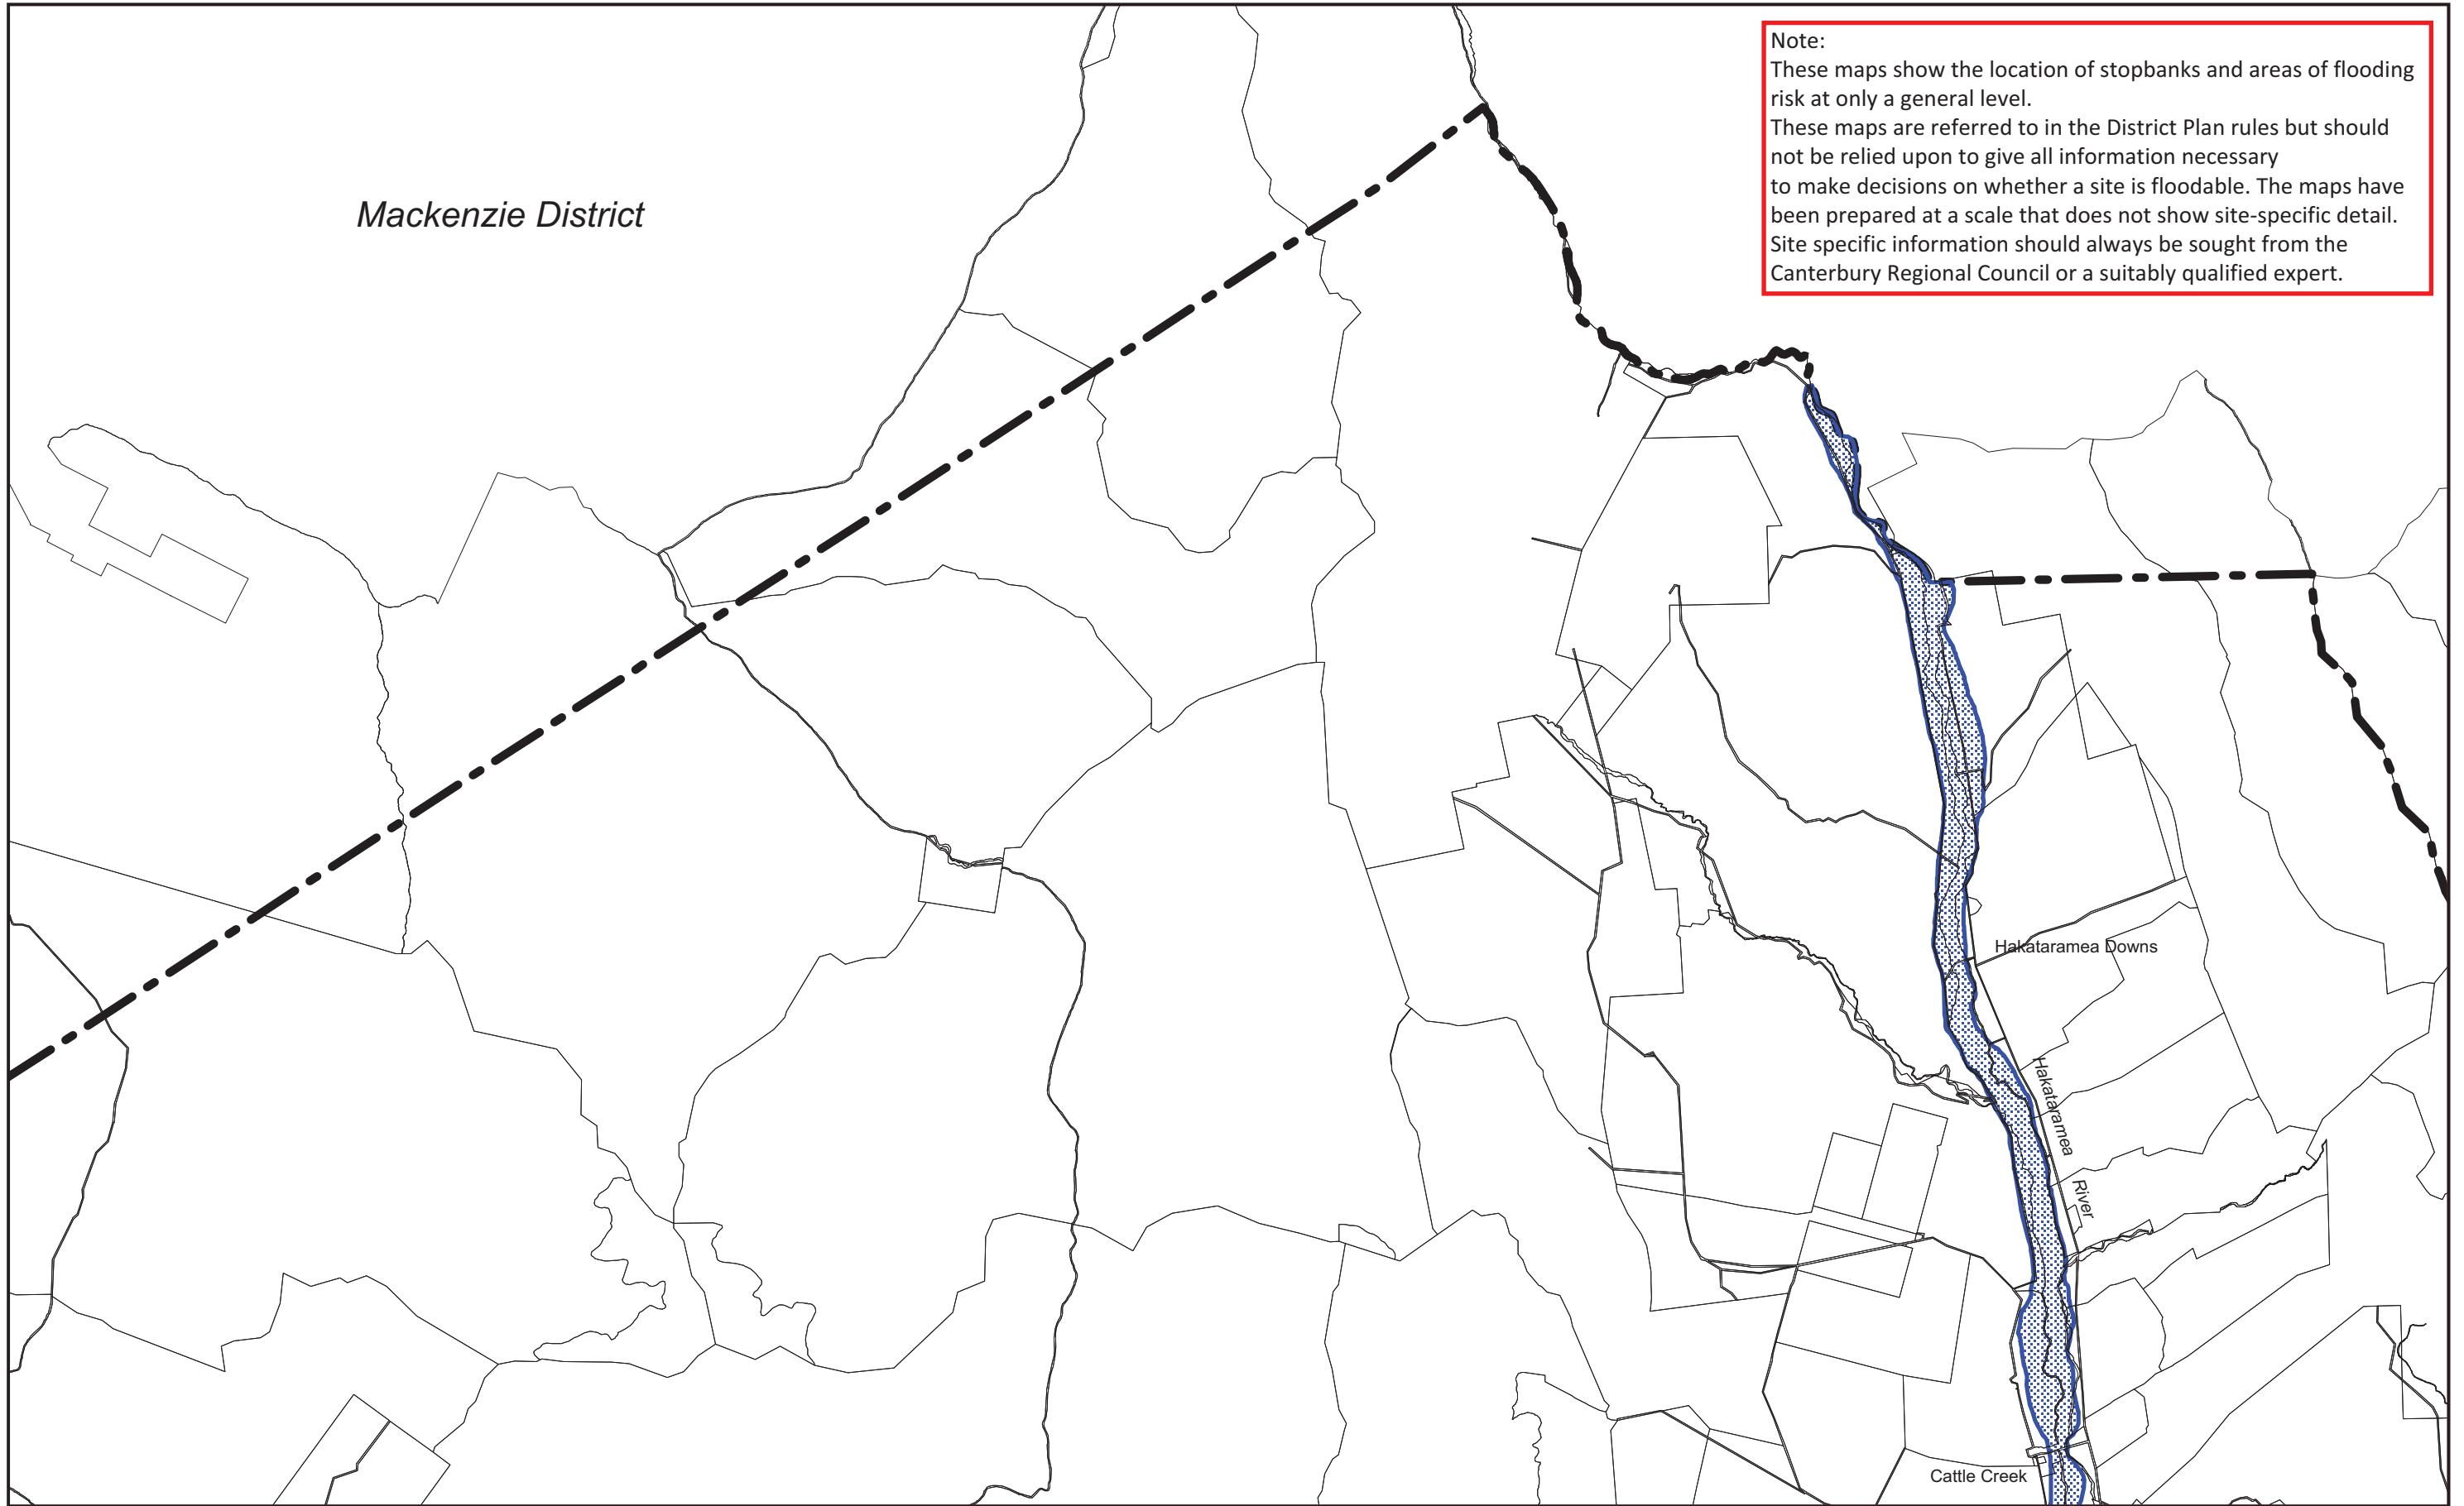 Note:
These maps show the location of stopbanks and areas of flooding
risk at only a general level.
These maps are referred to in the District Plan rules but should
not be relied upon to give all information necessary
to make decisions on whether a site is floodable. The maps have
been prepared at a scale that does not show site-specific detail.
Site specific information should always be sought from the
Canterbury Regional Council or a suitably qualified expert.
Mackenzie District
Hakataramea Downs
Hakataramea River
Cattle Creek